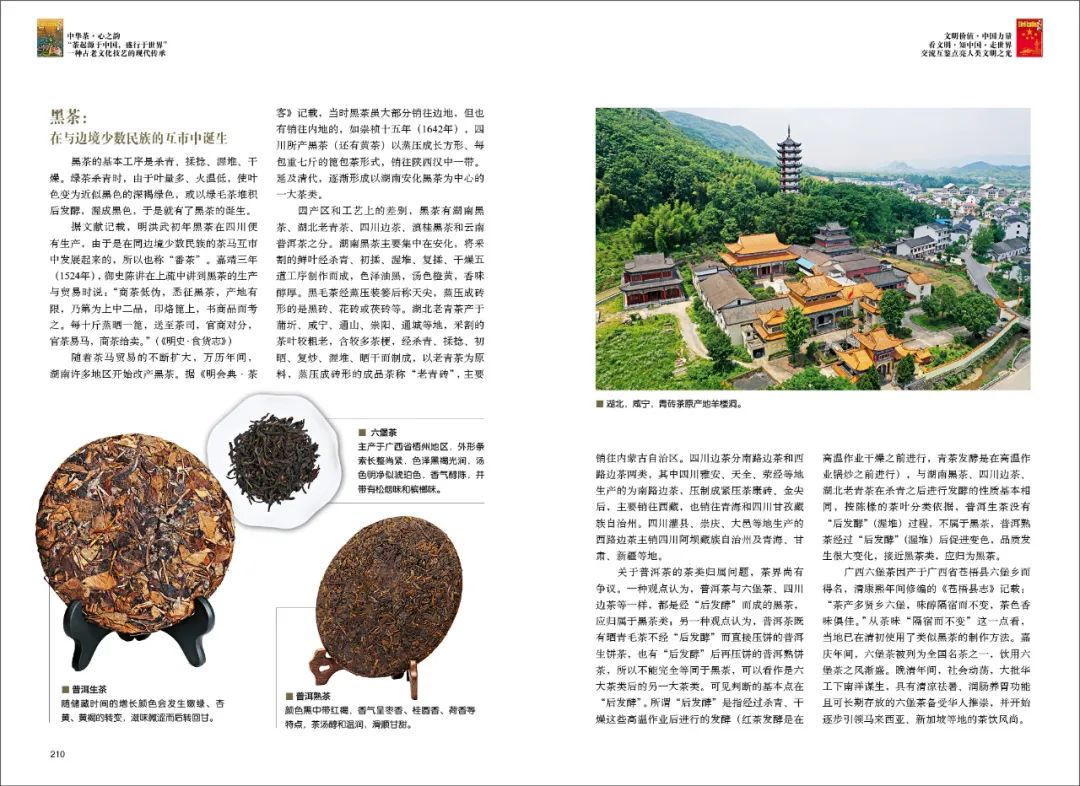 中华茶·心之韵
“茶起源于中国，盛行于世界”
一种古老文化技艺的现代传承
文明价值·中国力量
看文明·知中国·走世界
交流互鉴点亮人类文明之光
黑茶：
在与边境少数民族的互市中诞生
黑茶的基本工序是杀青、揉捻、渥堆、干
燥。绿茶杀青时，由于叶量多、火温低，使叶
色变为近似黑色的深褐绿色，或以绿毛茶堆积
后发酵，渥成黑色，于是就有了黑茶的诞生。
据文献记载，明洪武初年黑茶在四川便
有生产，由于是在同边境少数民族的茶马互市
中发展起来的，所以也称“番茶”。嘉靖三年
（1524年），御史陈讲在上疏中讲到黑茶的生产
与贸易时说：“商茶低伪，悉征黑茶，产地有
限，乃第为上中二品，印烙篦上，书商品而考
之。每十斤蒸晒一篦，送至茶司，官商对分，
官茶易马，商茶给卖。”（《明史·食货志》）
随着茶马贸易的不断扩大，万历年间，
湖南许多地区开始改产黑茶。据《明会典·茶
客》记载，当时黑茶虽大部分销往边地，但也
有销往内地的，如崇祯十五年（1642年），四
川所产黑茶（还有黄茶）以蒸压成长方形、每
包重七斤的篦包茶形式，销往陕西汉中一带。
延及清代，逐渐形成以湖南安化黑茶为中心的
一大茶类。
因产区和工艺上的差别，黑茶有湖南黑
茶、湖北老青茶、四川边茶、滇桂黑茶和云南
普洱茶之分。湖南黑茶主要集中在安化，将采
割的鲜叶经杀青、初揉、渥堆、复揉、干燥五
道工序制作而成，色泽油黑，汤色橙黄，香味
醇厚。黑毛茶经蒸压装篓后称天尖，蒸压成砖
形的是黑砖、花砖或茯砖等。湖北老青茶产于
蒲圻、咸宁、通山、崇阳、通城等地，采割的
茶叶较粗老，含较多茶梗，经杀青、揉捻、初
晒、复炒、渥堆、晒干而制成，以老青茶为原
料，蒸压成砖形的成品茶称“老青砖”，主要
■ 六堡茶
主产于广西省梧州地区，外形条
索长整尚紧，色泽黑褐光润，汤
色明净似琥珀色，香气醇陈，并
带有松烟味和槟榔味。
■ 普洱生茶
随储藏时间的增长颜色会发生嫩绿、杏
黄、黄褐的转变，滋味微涩而后转回甘。
■ 普洱熟茶
颜色黑中带红褐，香气呈枣香、桂圆香、荷香等
特点，茶汤醇和温润，滑顺甘甜。
210
■ 湖北，咸宁，青砖茶原产地羊楼洞。
销往内蒙古自治区。四川边茶分南路边茶和西
路边茶两类，其中四川雅安、天全、荥经等地
生产的为南路边茶，压制成紧压茶康砖、金尖
后，主要销往西藏，也销往青海和四川甘孜藏
族自治州。四川灌县、崇庆、大邑等地生产的
西路边茶主销四川阿坝藏族自治州及青海、甘
肃、新疆等地。
关于普洱茶的茶类归属问题，茶界尚有
争议。一种观点认为，普洱茶与六堡茶、四川
边茶等一样，都是经“后发酵”而成的黑茶，
应归属于黑茶类；另一种观点认为，普洱茶既
有晒青毛茶不经“后发酵”而直接压饼的普洱
生饼茶，也有“后发酵”后再压饼的普洱熟饼
茶，所以不能完全等同于黑茶，可以看作是六
大茶类后的另一大茶类。可见判断的基本点在
“后发酵”。所谓“后发酵”是指经过杀青、干
燥这些高温作业后进行的发酵（红茶发酵是在
高温作业干燥之前进行，青茶发酵是在高温作
业锅炒之前进行），与湖南黑茶、四川边茶、
湖北老青茶在杀青之后进行发酵的性质基本相
同，按陈椽的茶叶分类依据，普洱生茶没有
“后发酵”（渥堆）过程，不属于黑茶，普洱熟
茶经过“后发酵”（渥堆）后促进变色，品质发
生很大变化，接近黑茶类，应归为黑茶。
广西六堡茶因产于广西省苍梧县六堡乡而
得名，清康熙年间修编的《苍梧县志》记载：
“茶产多贤乡六堡，味醇隔宿而不变，茶色香
味俱佳。”从茶味“隔宿而不变”这一点看，
当地已在清初使用了类似黑茶的制作方法。嘉
庆年间，六堡茶被列为全国名茶之一，饮用六
堡茶之风渐盛。晚清年间，社会动荡，大批华
工下南洋谋生，具有清凉祛暑、润肠养胃功能
且可长期存放的六堡茶备受华人推崇，并开始
逐步引领马来西亚、新加坡等地的茶饮风尚。